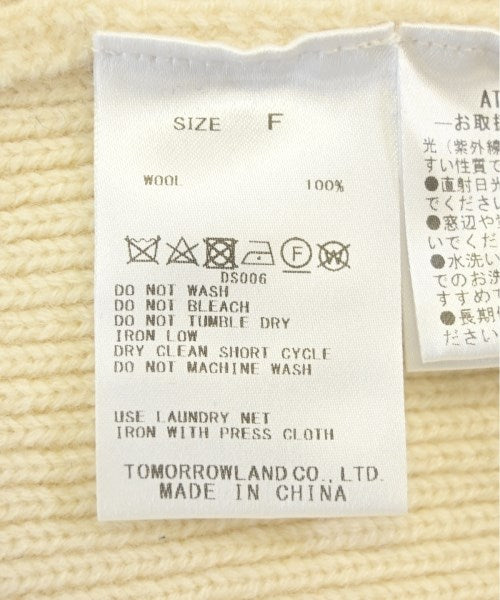 SIZE F
WOOL 100%
F W
DS006
DO NOT WASH
DO NOT BLEACH
DO NOT TUMBLE DRY
IRON LOW
DRY CLEAN SHORT CYCLE
DO NOT MACHINE WASH
USE LAUNDRY NET
IRON WITH PRESS CLOTH
TOMORROWLAND CO., LTD.
MADE IN CHINA
AT
―お取扱
光（紫外線
すい性質で
●直射日光
でください
●窓辺や
いでくだ
●水洗い
てのお洗
すすめで
●長期
ださい